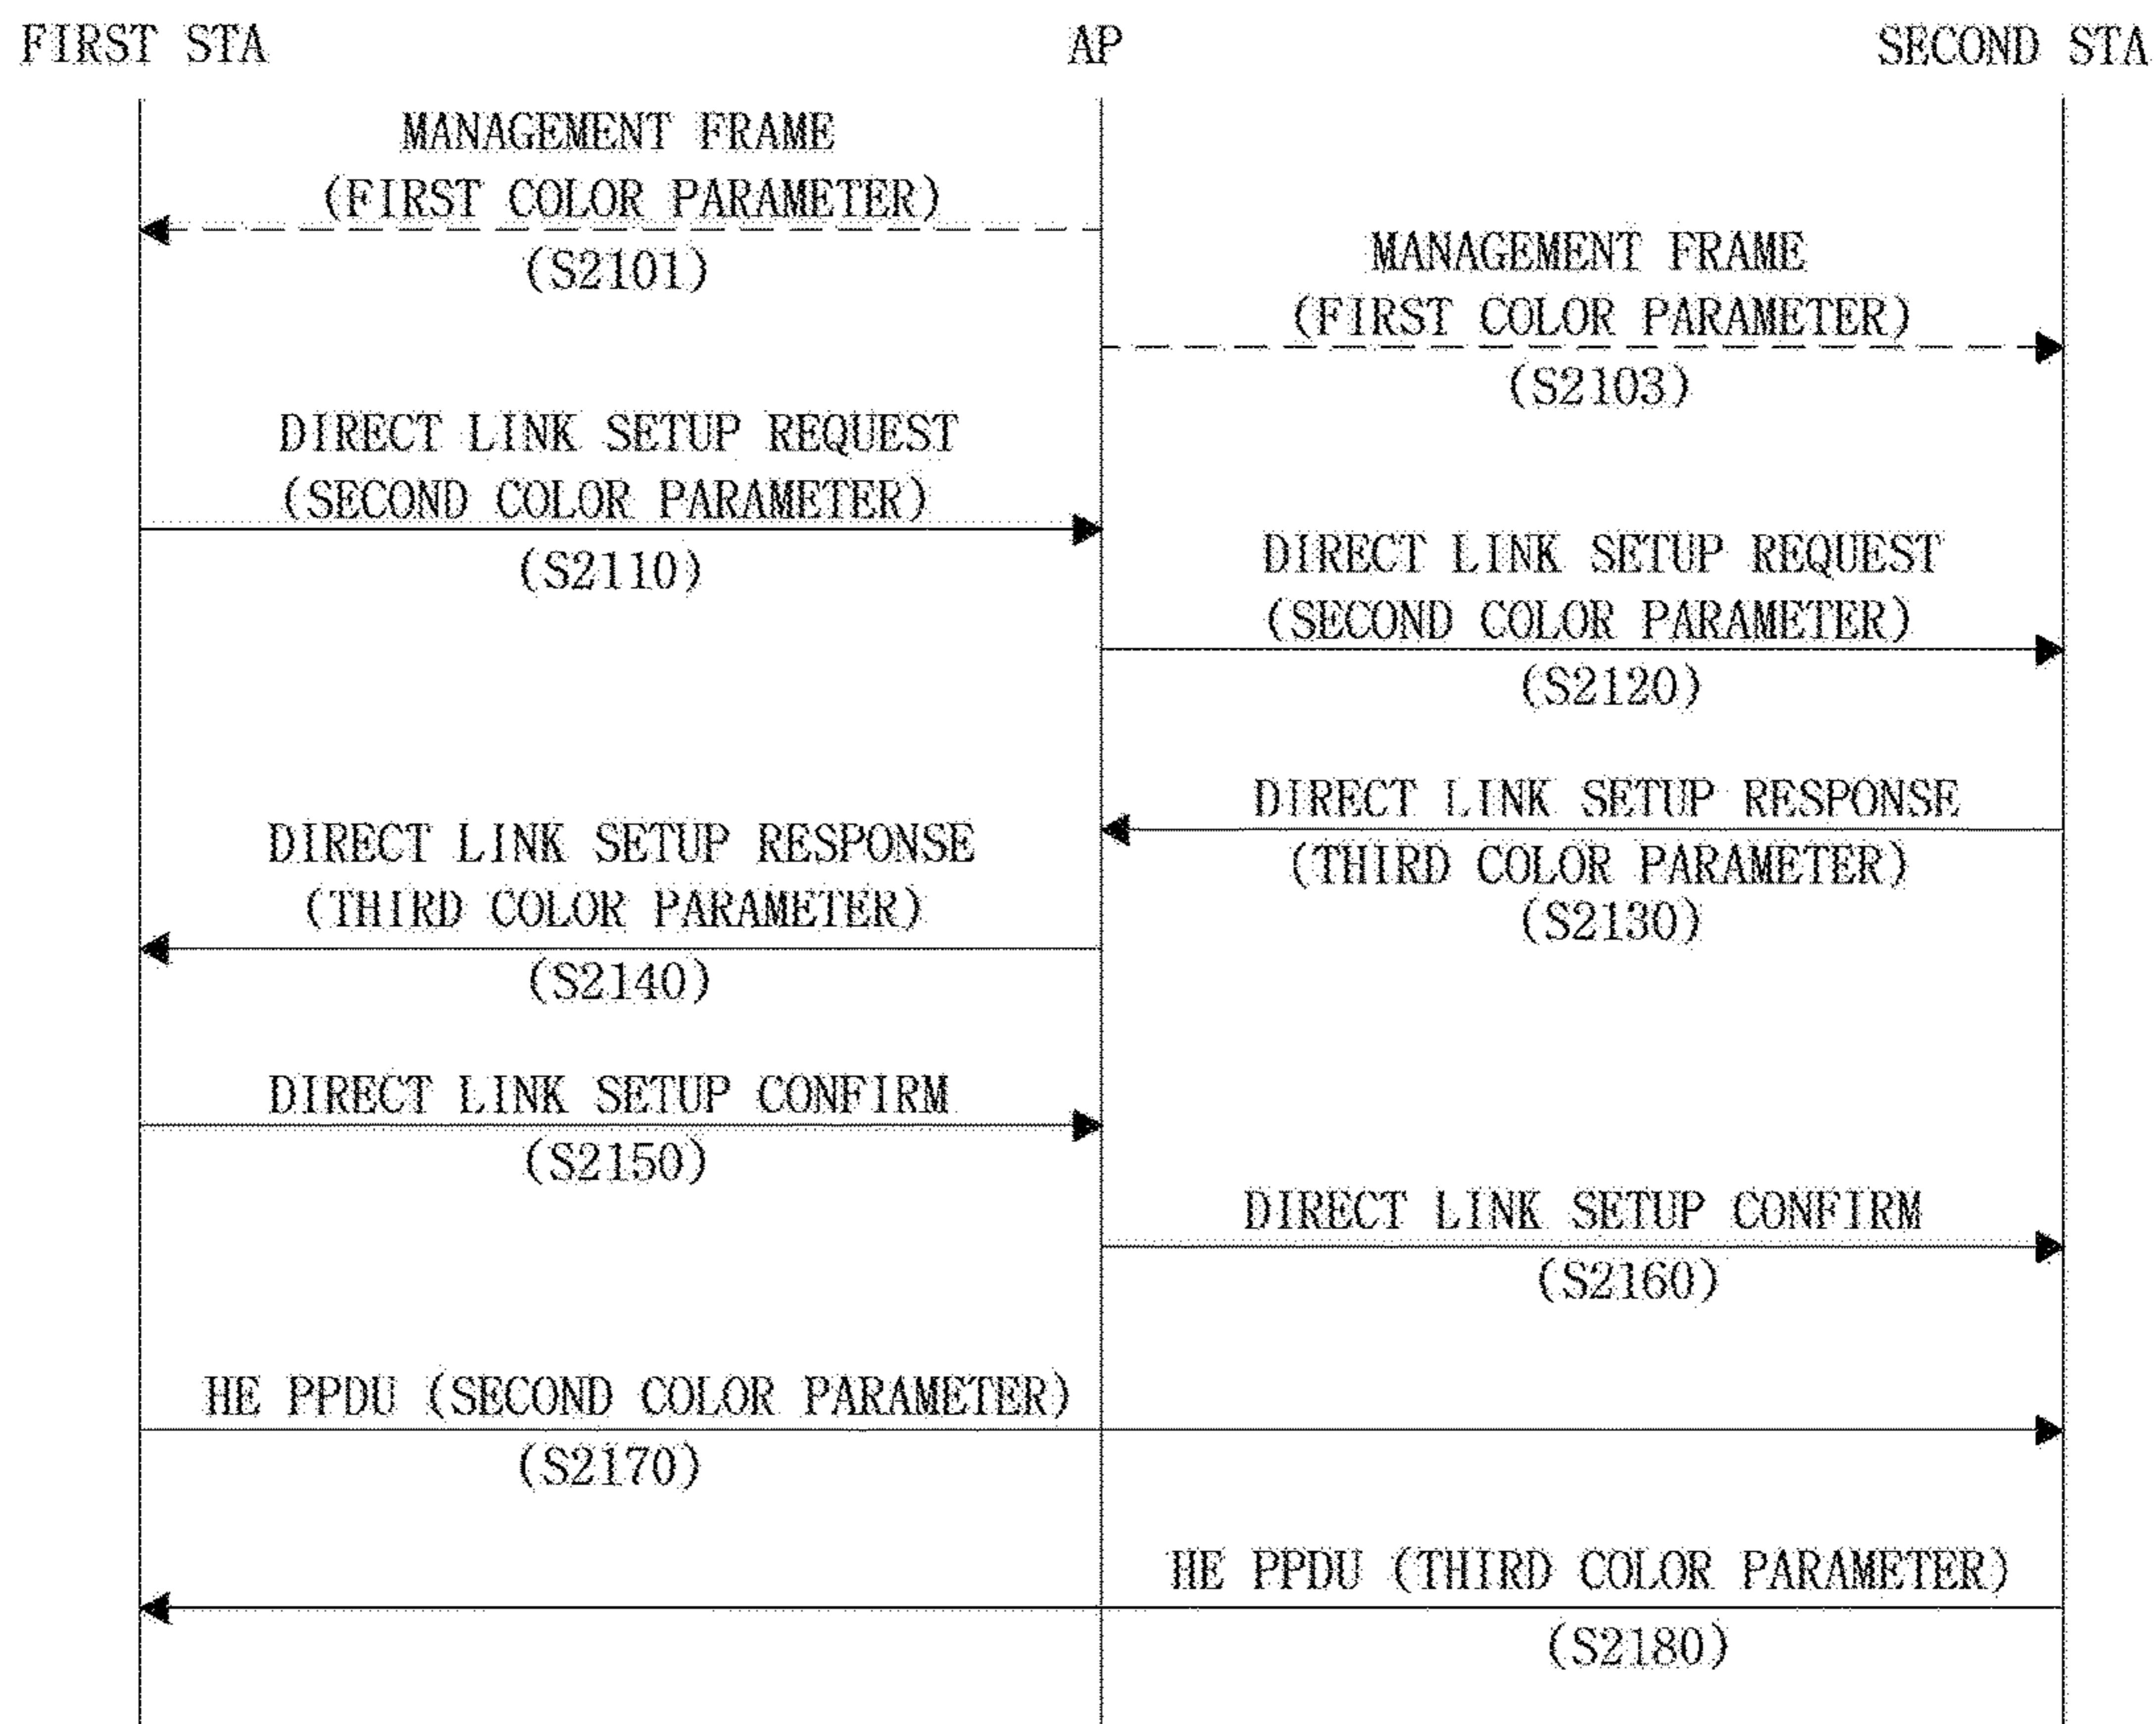 FIRST STA
AP
SECOND STA
MANAGEMENT FRAME
(FIRST COLOR PARAMETER)
(S2101)
MANAGEMENT FRAME
(FIRST COLOR PARAMETER)
(S2103)
DIRECT LINK SETUP REQUEST
(SECOND COLOR PARAMETER)
(S2110)
DIRECT LINK SETUP REQUEST
(SECOND COLOR PARAMETER)
(S2120)
DIRECT LINK SETUP RESPONSE
(THIRD COLOR PARAMETER)
(S2130)
DIRECT LINK SETUP RESPONSE
(THIRD COLOR PARAMETER)
(S2140)
DIRECT LINK SETUP CONFIRM
(S2150)
DIRECT LINK SETUP CONFIRM
(S2160)
HE PPDU (SECOND COLOR PARAMETER)
(S2170)
HE PPDU (THIRD COLOR PARAMETER)
(S2180)